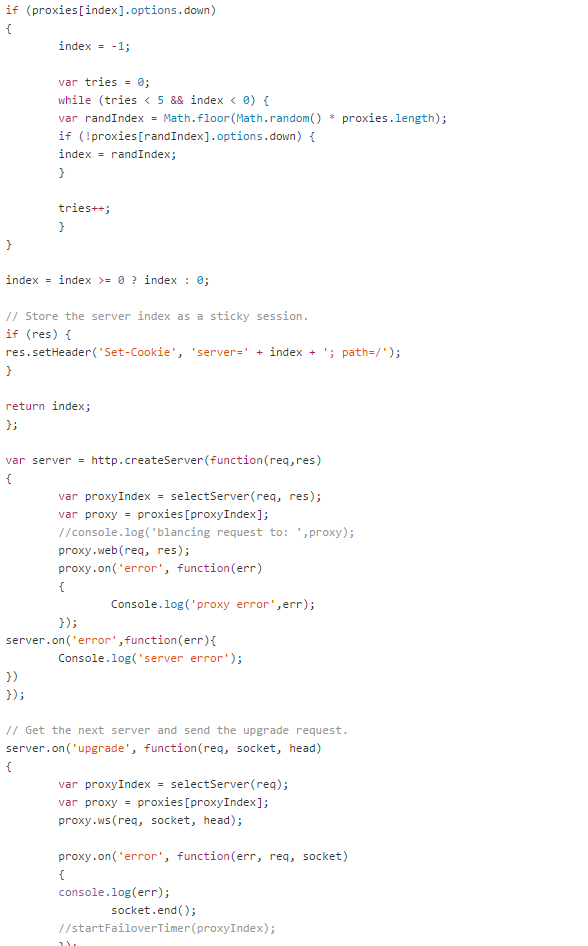 if (proxies[index].options.down)
{
index = -1;
var tries = 0;
while (tries < 5 && index < 0) {
var randIndex = Math.floor(Math.random() * proxies.length);
if (!proxies[randIndex].options.down) {
index = randIndex;
}
tries++;
}
}
index = index >= 0 ? index : 0;
// Store the server index as a sticky session.
if (res) {
res.setHeader('Set-Cookie', 'server=' + index + '; path=/');
}
return index;
};
var server = http.createServer(function(req,res)
{
var proxyIndex = selectServer(req, res);
var proxy = proxies[proxyIndex];
//console.log('blancing request to: ',proxy);
proxy.web(req, res);
proxy.on('error', function(err)
{
Console.log('proxy error',err);
});
server.on('error',function(err){
Console.log('server error');
})
});
// Get the next server and send the upgrade request.
server.on('upgrade', function(req, socket, head)
{
var proxyIndex = selectServer(req);
var proxy = proxies[proxyIndex];
proxy.ws(req, socket, head);
proxy.on('error', function(err, req, socket)
{
console.log(err);
socket.end();
//startFailoverTimer(proxyIndex);